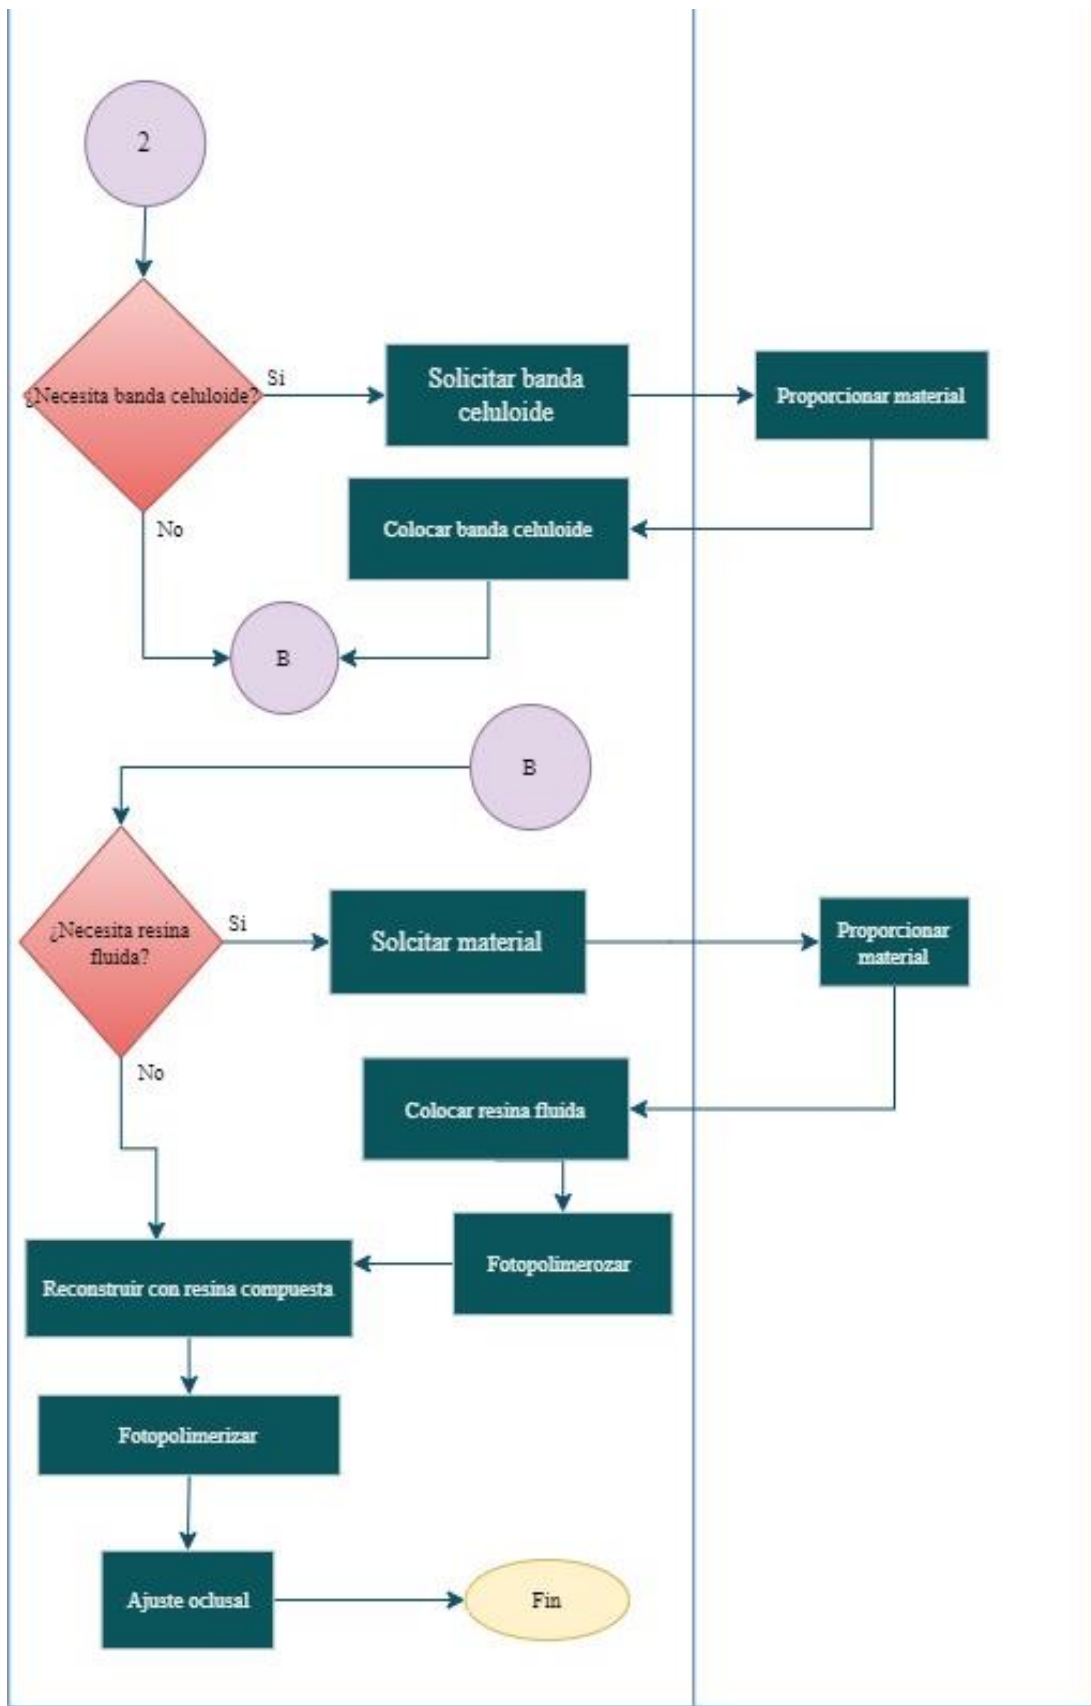 2
¿Necesita banda celuloide?
Si
Solicitar banda
celuloide
Proporcionar material
Colocar banda celuloide
No
B
B
¿Necesita resina
fluida?
Si
Solcitar material
Proporcionar
material
No
Colocar resina fluida
Fotopolimerozar
Reconstruir con resina compuesta
Fotopolimerizar
Ajuste oclusal
Fin